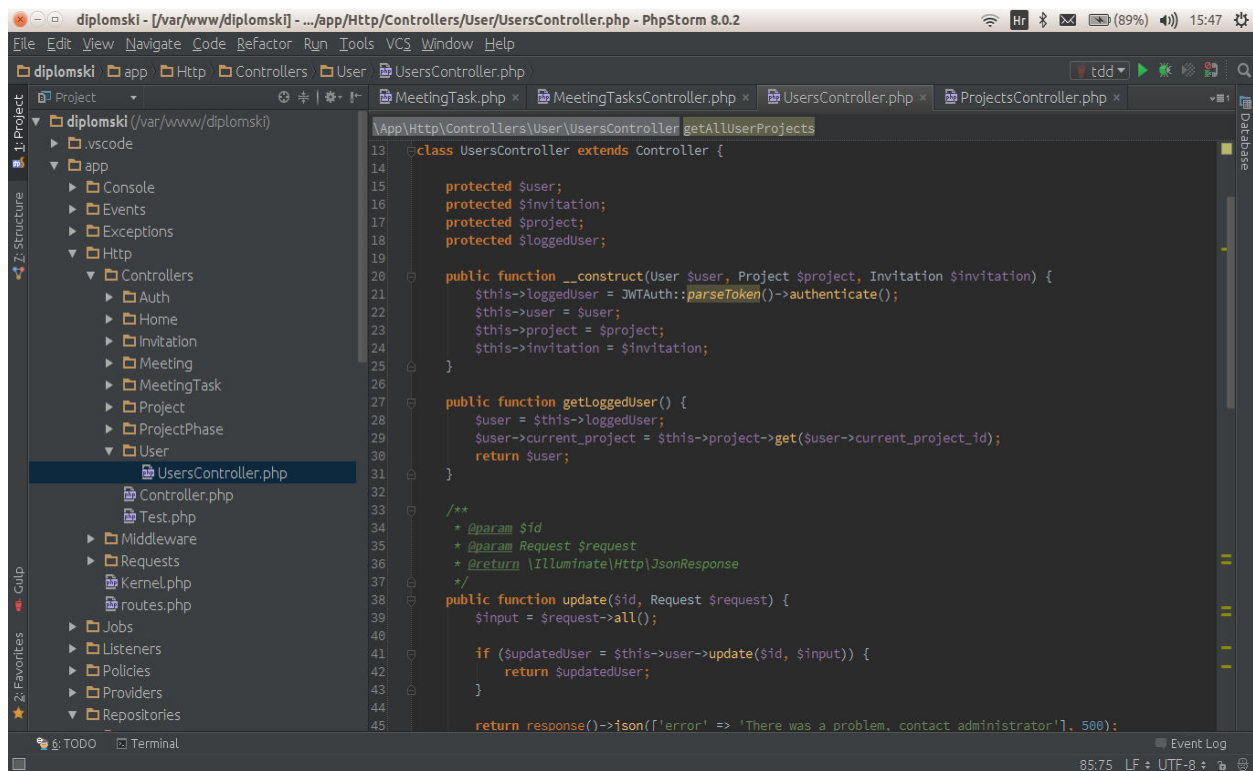 diplomski - [/var/www/diplomski] - .../app/Http/Controllers/User/UsersController.php - PhpStorm 8.0.2
Hr
(89%)
15:47
File Edit View Navigate Code Refactor Run Tools VCS Window Help
diplomski app Http Controllers User UsersController.php
tdd
Project
MeetingTask.php × MeetingTasksController.php × UsersController.php × ProjectsController.php ×
1: Project
Z: Structure
Gulp
2: Favorites
Database
diplomski (/var/www/diplomski)
.vscode
app
Console
Events
Exceptions
Http
Controllers
Auth
Home
Invitation
Meeting
MeetingTask
Project
ProjectPhase
User
UsersController.php
Controller.php
Test.php
Middleware
Requests
Kernel.php
routes.php
Jobs
Listeners
Policies
Providers
Repositories
\App\Http\Controllers\User\UsersController getAllUserProjects
13 class UsersController extends Controller {
14
15 protected $user;
16 protected $invitation;
17 protected $project;
18 protected $loggedUser;
19
20 public function __construct(User $user, Project $project, Invitation $invitation) {
21 $this->loggedUser = JWTAuth::parseToken()->authenticate();
22 $this->user = $user;
23 $this->project = $project;
24 $this->invitation = $invitation;
25 }
26
27 public function getLoggedUser() {
28 $user = $this->loggedUser;
29 $user->current_project = $this->project->get($user->current_project_id);
30 return $user;
31 }
32
33 /**
34 * @param $id
35 * @param Request $request
36 * @return \Illuminate\Http\JsonResponse
37 */
38 public function update($id, Request $request) {
39 $input = $request->all();
40
41 if ($updatedUser = $this->user->update($id, $input)) {
42 return $updatedUser;
43 }
44
45 return response()->json(['error' => 'There was a problem, contact administrator'], 500);
6: TODO Terminal
Event Log
85:75 LF UTF-8